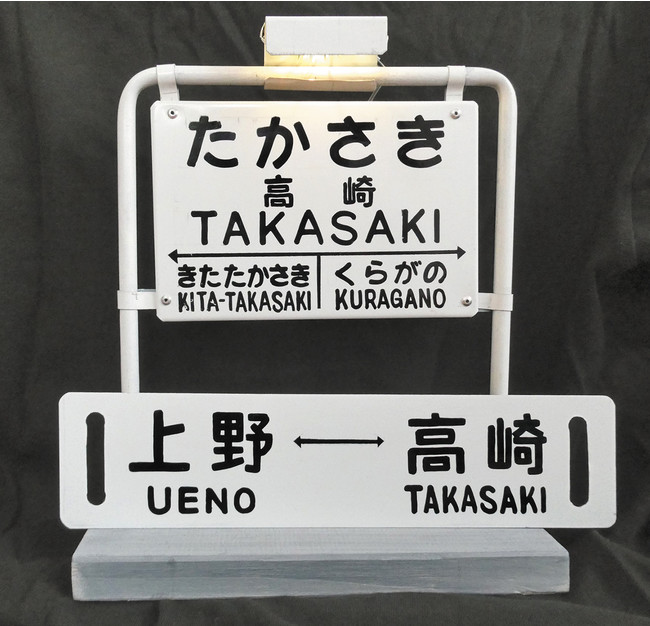 たかさき
高崎
TAKASAKI
きたたかさき くらがの
KITA-TAKASAKI KURAGANO
上野 ↔ 高崎
UENO TAKASAKI